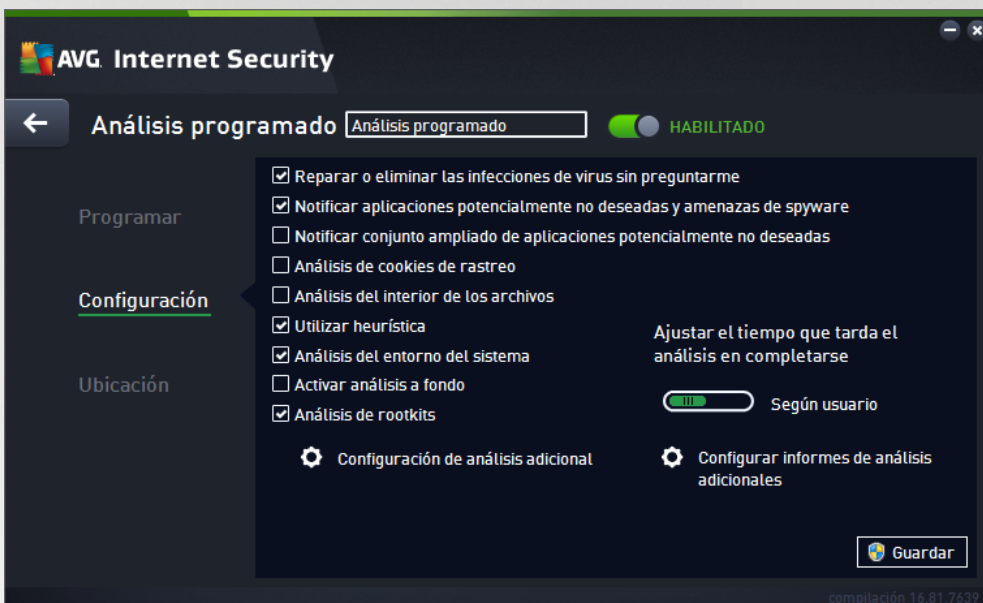 AVG. Internet Security
Análisis programado
Análisis programado
HABILITADO
Programar
Configuración
Ubicación
Reparar o eliminar las infecciones de virus sin preguntarme
Notificar aplicaciones potencialmente no deseadas y amenazas de spyware
Notificar conjunto ampliado de aplicaciones potencialmente no deseadas
Análisis de cookies de rastreo
Análisis del interior de los archivos
Utilizar heurística
Análisis del entorno del sistema
Activar análisis a fondo
Análisis de rootkits
Ajustar el tiempo que tarda el
análisis en completarse
Según usuario
Configuración de análisis adicional
Configurar informes de análisis
adicionales
Guardar
compilación 16.81.7639